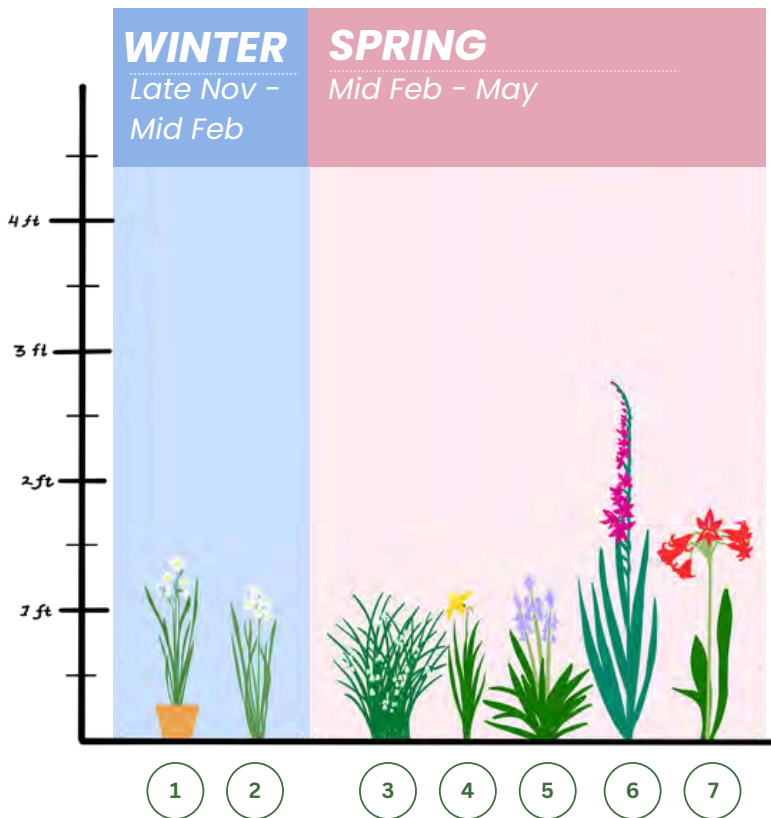 WINTER
Late Nov -
Mid Feb
SPRING
Mid Feb - May
4 ft
3 ft
2 ft
1 ft
1
2
3
4
5
6
7